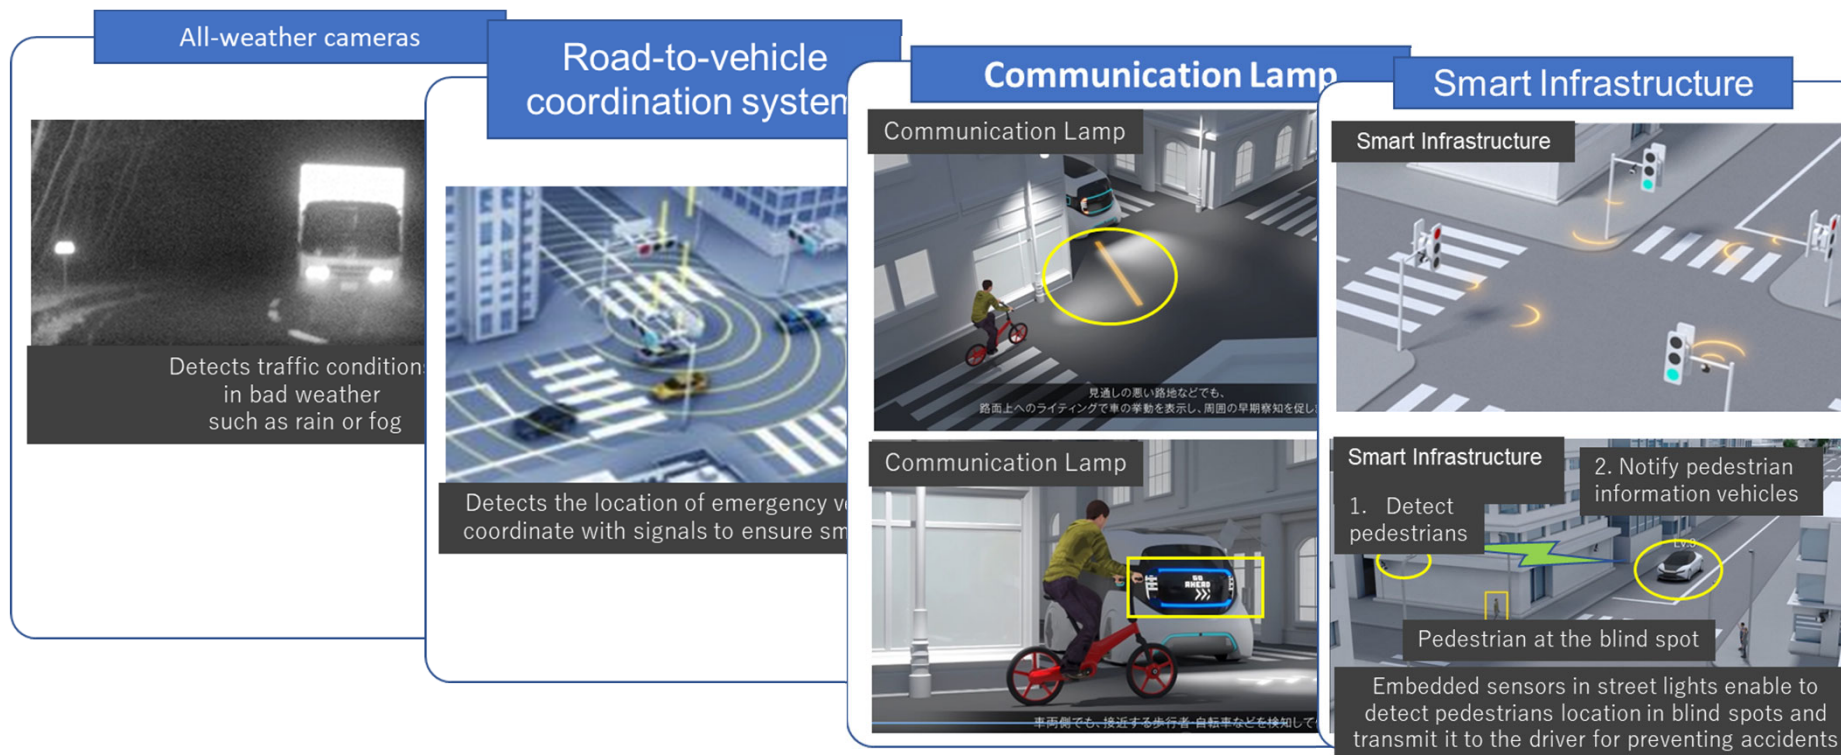 All-weather cameras
Detects traffic condition
in bad weather
such as rain or fog
Road-to-vehicle
coordination system
Detects the location of emergency
coordinate with signals to ensure
Communication Lamp
Communication Lamp
見通しの悪い路地などでも、
路面上へのライティングで車の挙動を表示し、周囲の早期察知を促し
Communication Lamp
GO
AHEAD
車両側でも、接近する歩行者・自転車などを検知して
Smart Infrastructure
Smart Infrastructure
Smart Infrastructure
1. Detect
pedestrians
2. Notify pedestrian
information vehicles
Pedestrian at the blind spot
Embedded sensors in street lights enable to
detect pedestrians location in blind spots and
transmit it to the driver for preventing accidents